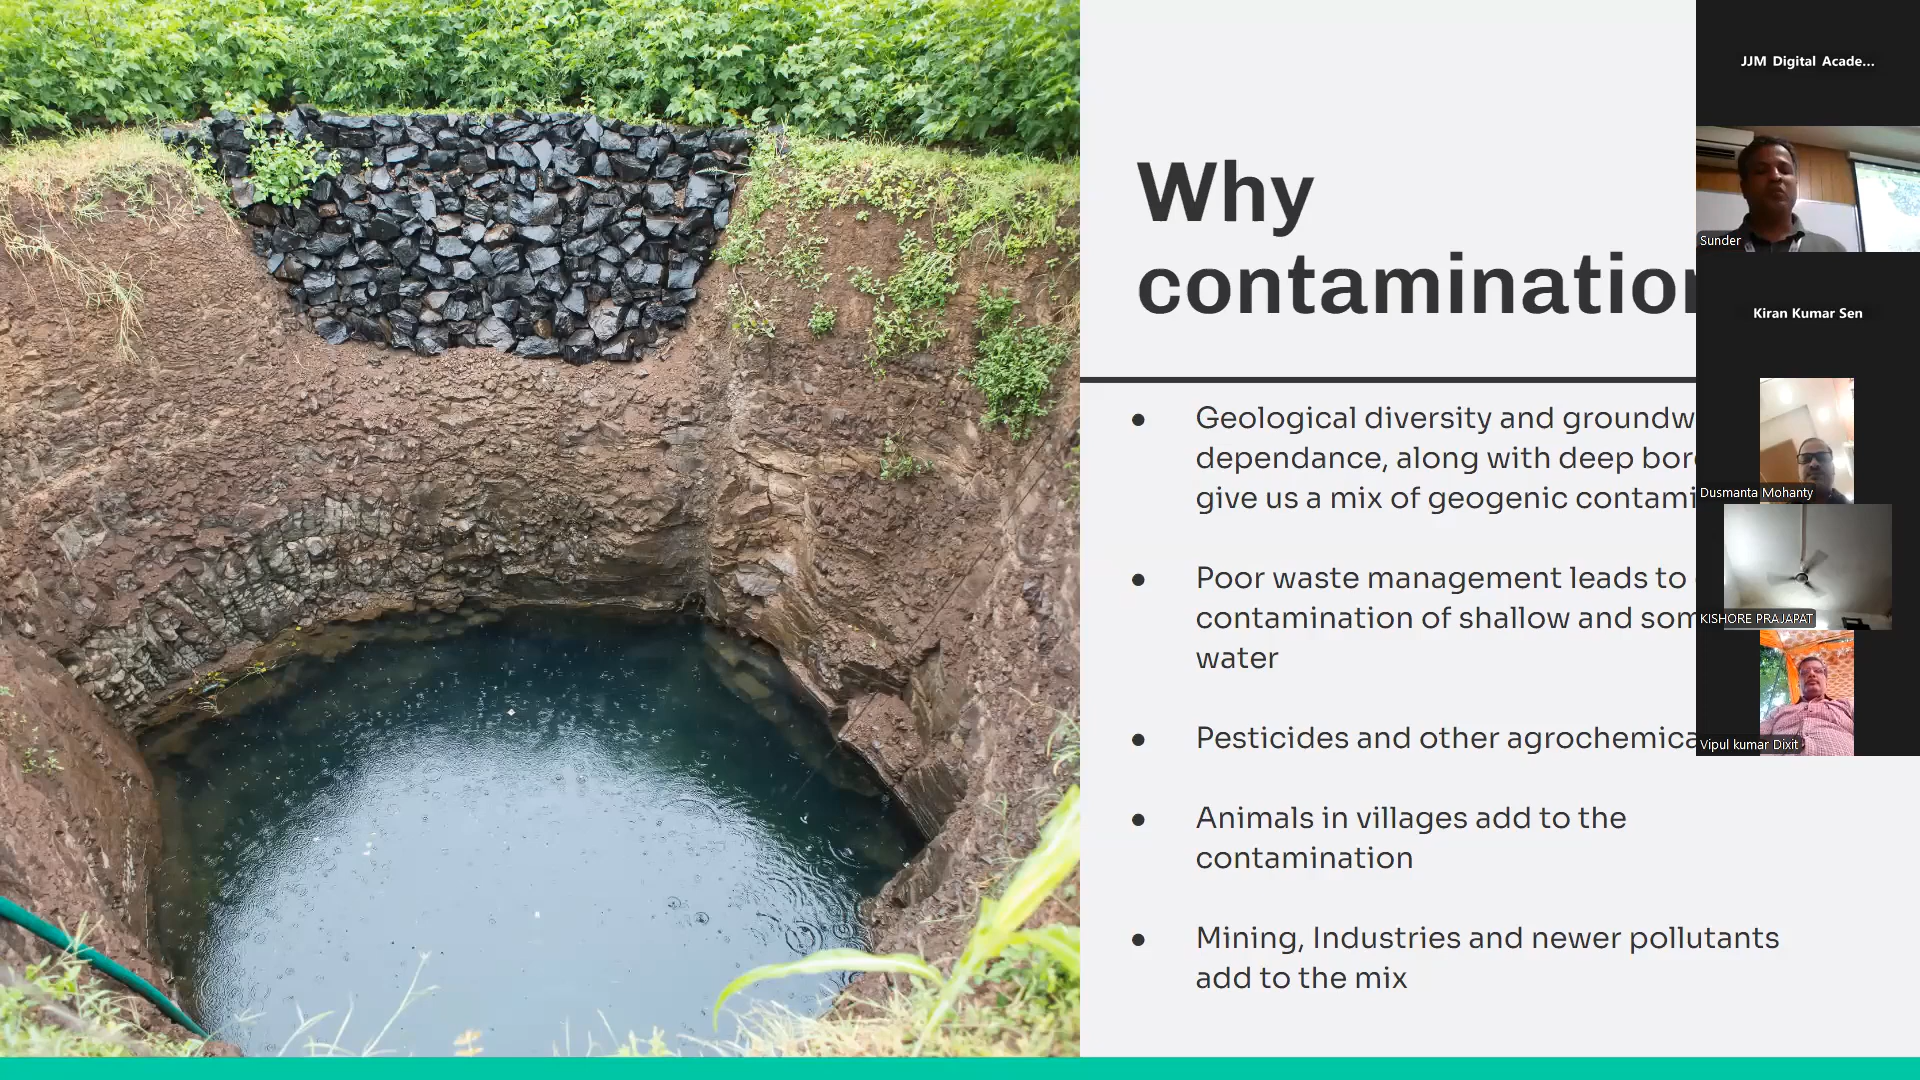 Why
contamination
Geological diversity and groundw
dependance, along with deep bor
give us a mix of geogenic contami
Poor waste management leads to
contamination of shallow and som
water
Pesticides and other agrochemica
Animals in villages add to the
contamination
Mining, Industries and newer pollutants
add to the mix
JJM Digital Acade...
Sunder
Kiran Kumar Sen
Dusmanta Mohanty
KISHORE PRAJAPAT
Vipul kumar Dixit